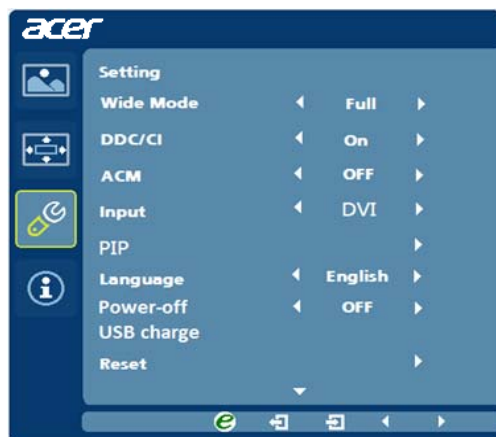 acer
Setting
Wide Mode Full
DDC/CI On
ACM OFF
Input DVI
PIP
Language English
Power-off OFF
USB charge
Reset